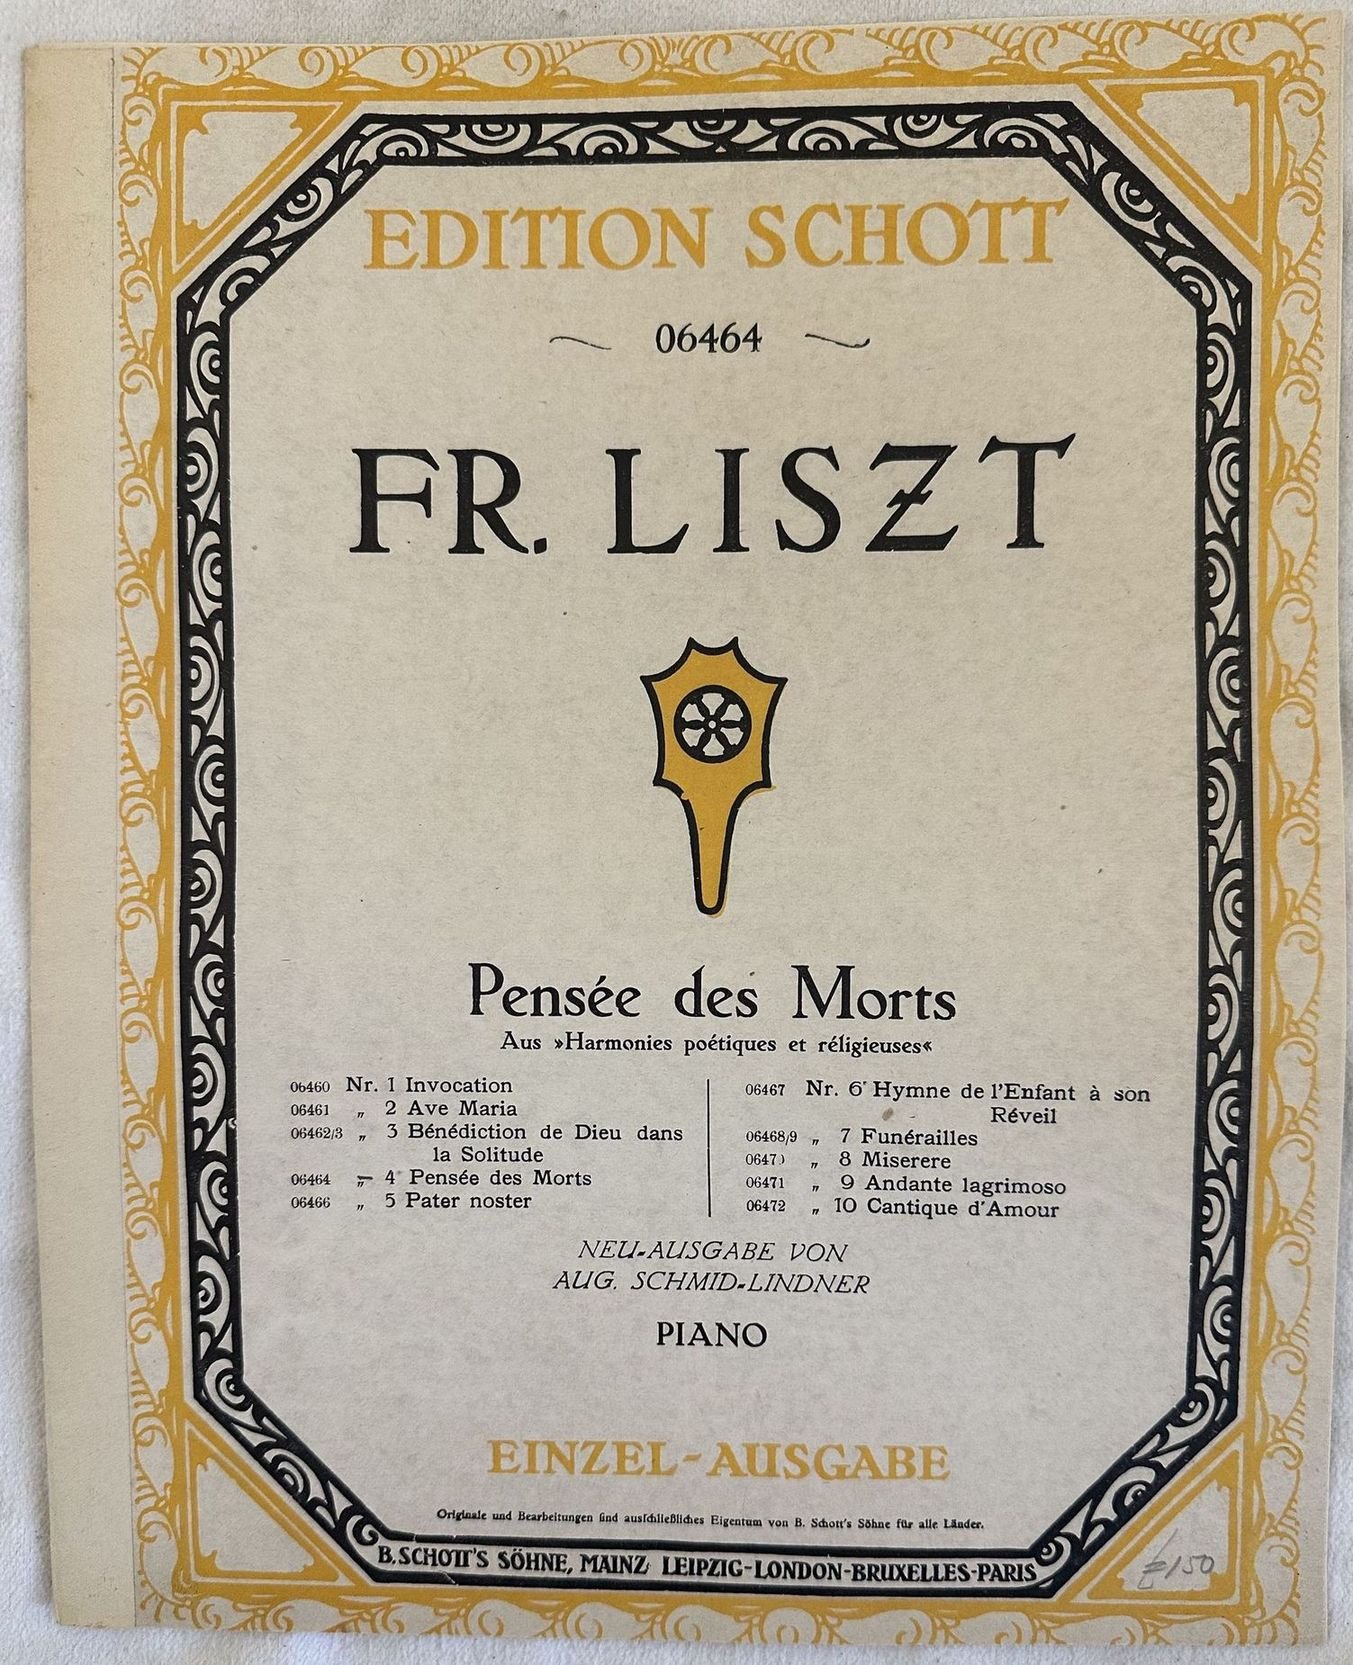 EDITION SCHOTT
06464
FR. LISZT
Pensée des Morts
Aus »Harmonies poétiques et réligieuses«
06460 Nr. 1 Invocation
06461 „ 2 Ave Maria
06462/3 „ 3 Bénédiction de Dieu dans
la Solitude
06464 „ 4 Pensée des Morts
06466 „ 5 Pater noster
06467 Nr. 6 Hymne de l'Enfant à son
Réveil
06468/9 „ 7 Funérailles
06470 „ 8 Miserere
06471 „ 9 Andante lagrimoso
06472 „ 10 Cantique d'Amour
NEU-AUSGABE VON
AUG. SCHMID-LINDNER
PIANO
EINZEL-AUSGABE
Originale und Bearbeitungen sind ausschließliches Eigentum von B. Schott's Söhne für alle Länder.
B. SCHOTT'S SÖHNE, MAINZ LEIPZIG-LONDON-BRUXELLES-PARIS
£150